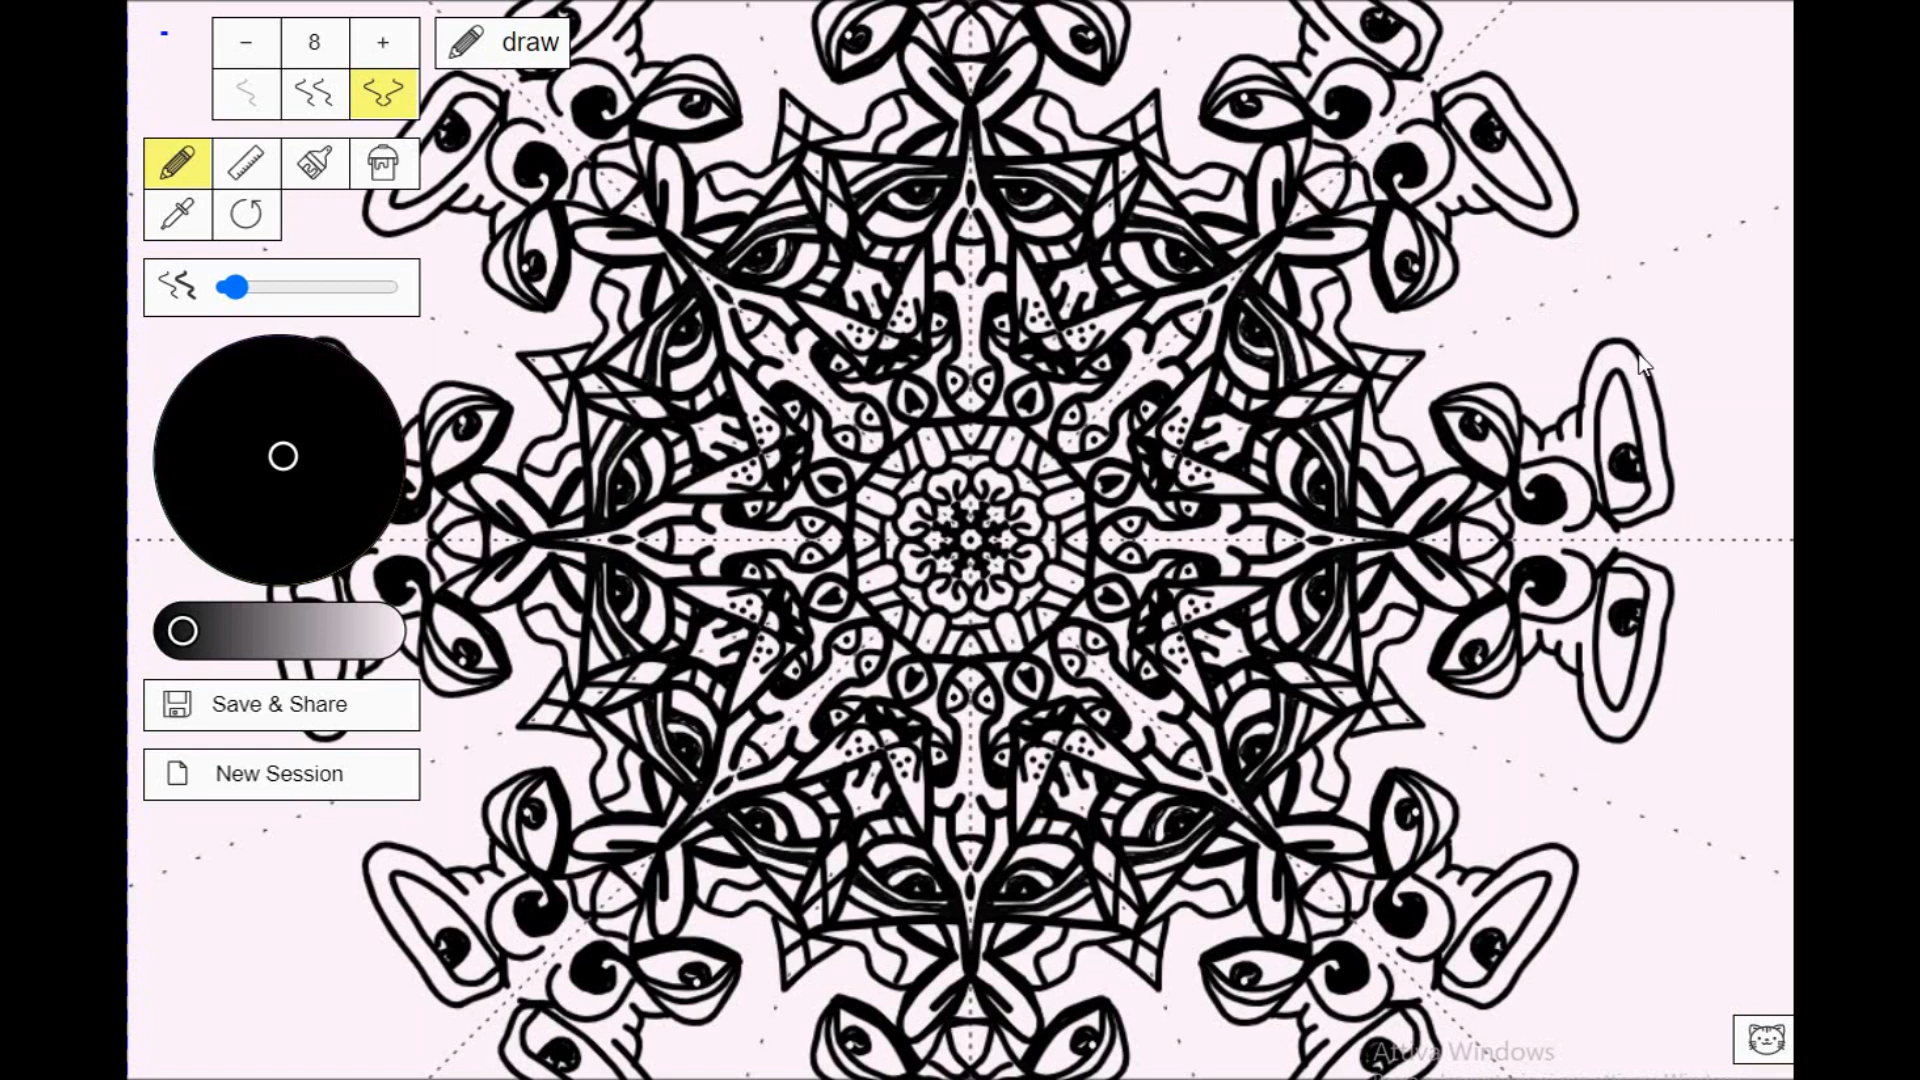 − 8 +
draw
Save & Share
New Session
Attiva Windows